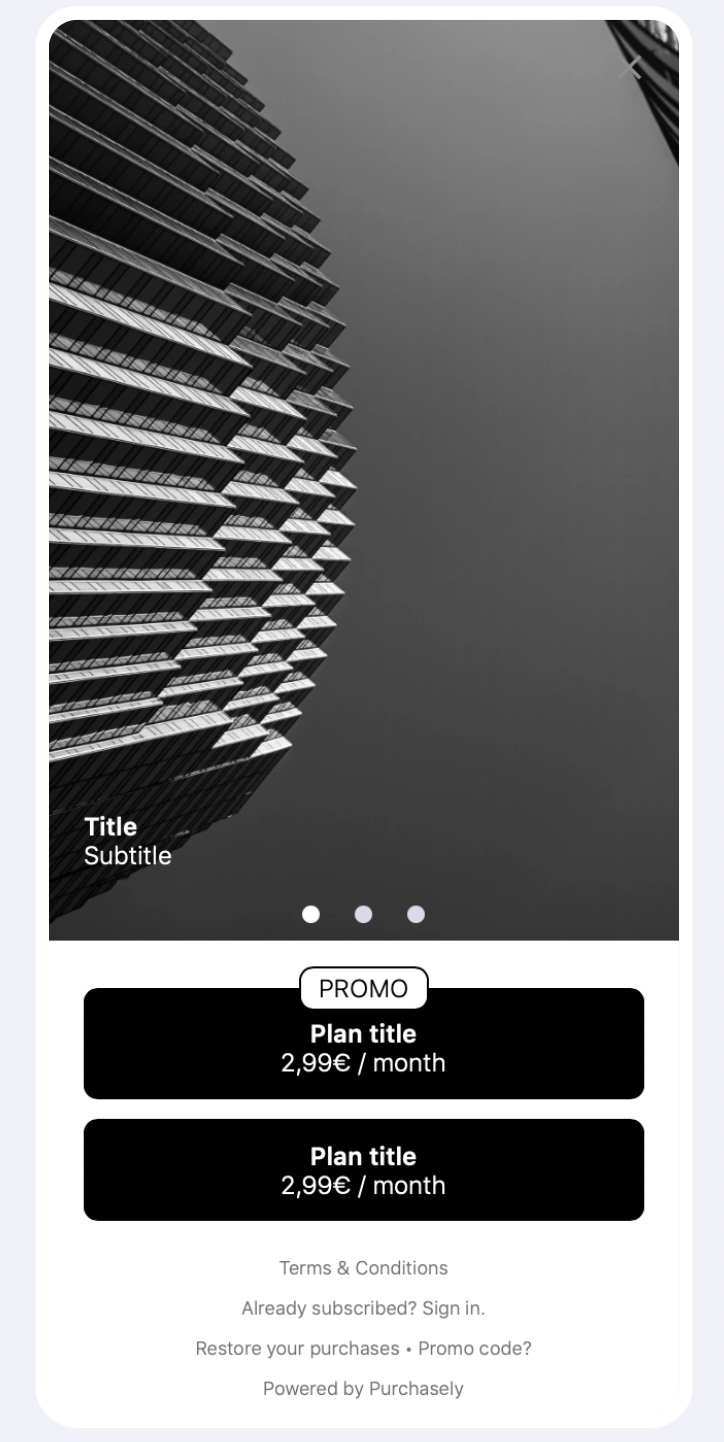 Title
Subtitle
PROMO
Plan title
2,99€ / month
Plan title
2,99€ / month
Terms & Conditions
Already subscribed? Sign in.
Restore your purchases • Promo code?
Powered by Purchasely